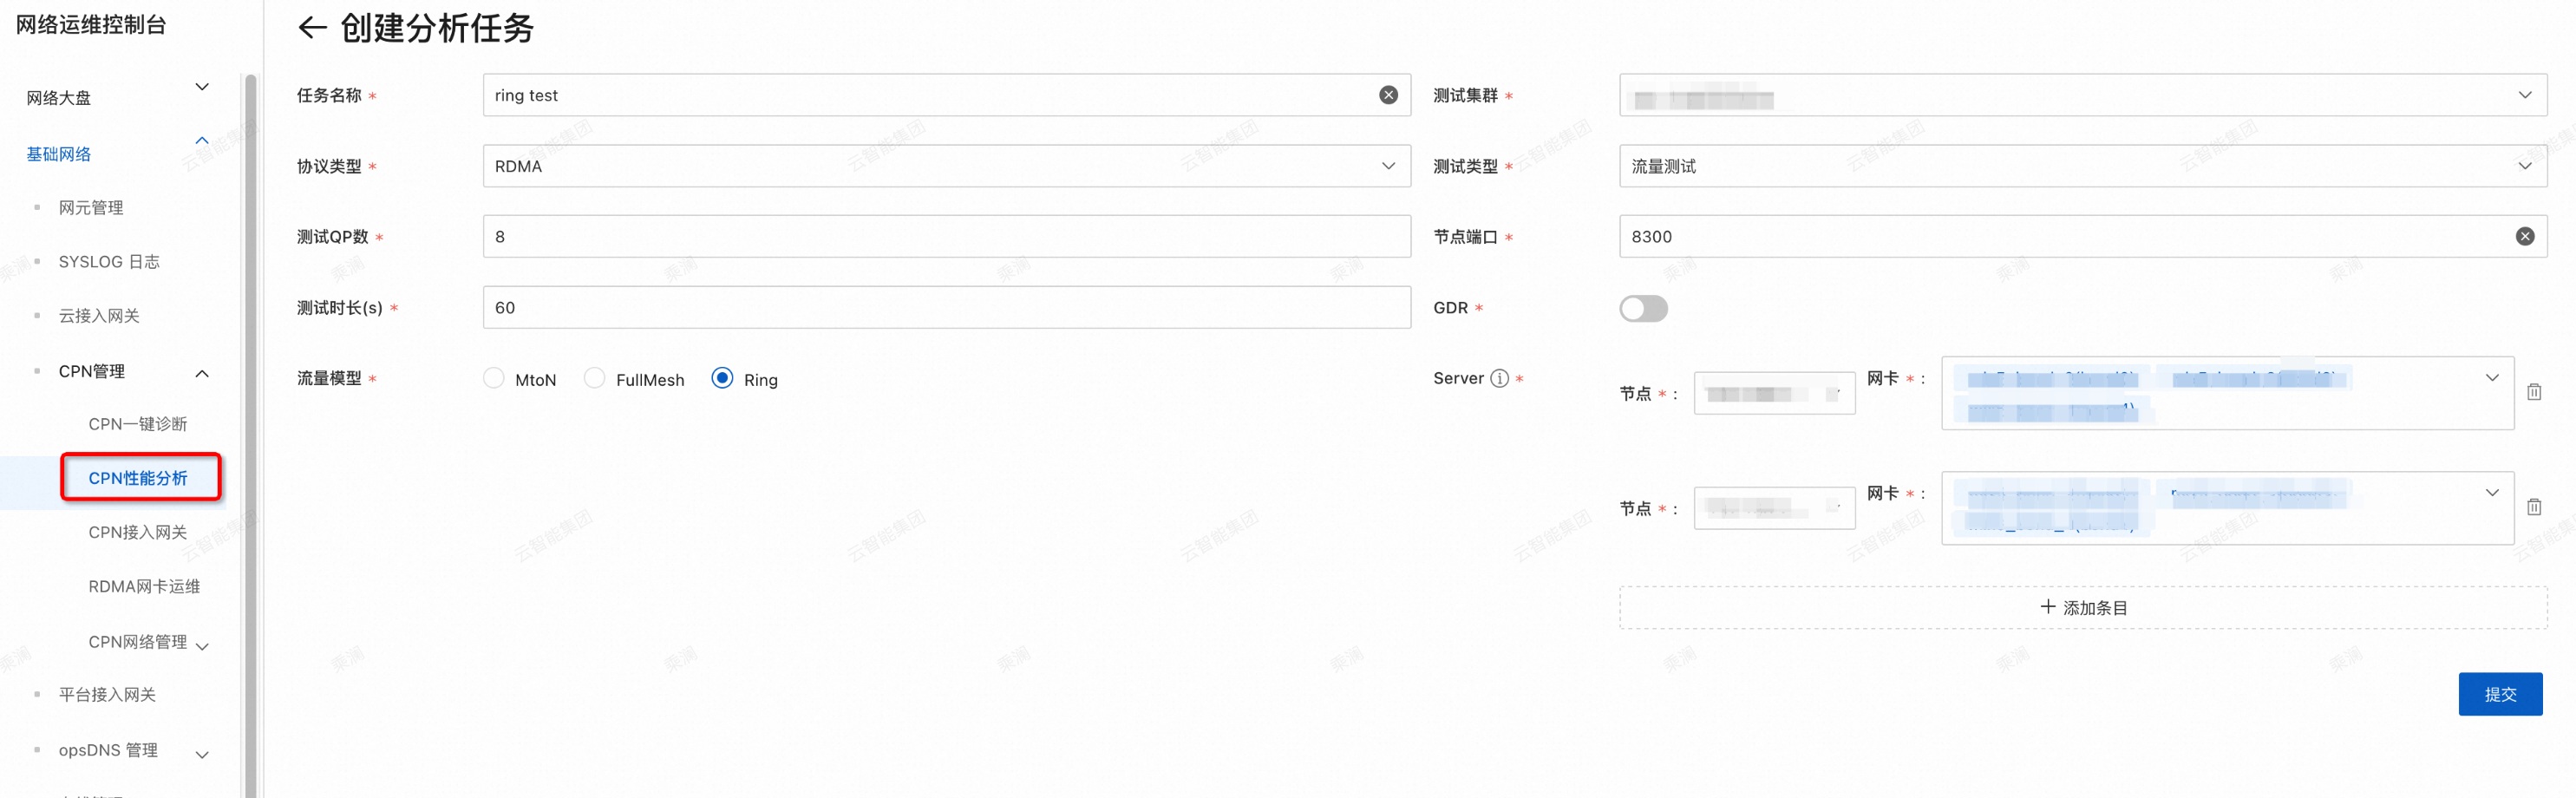 网络运维控制台
网络大盘
基础网络
网元管理
SYSLOG 日志
云接入网关
CPN管理
CPN一键诊断
CPN性能分析
CPN接入网关
RDMA网卡运维
CPN网络管理
平台接入网关
opsDNS 管理
← 创建分析任务
任务名称 * ring test
测试集群 *
协议类型 * RDMA
测试类型 * 流量测试
测试QP数 * 8
节点端口 * 8300
测试时长(s) * 60
GDR *
流量模型 * MtoN FullMesh Ring
Server *
节点 * : 网卡 * :
节点 * : 网卡 * :
+ 添加条目
提交
云智能集团
乘澜